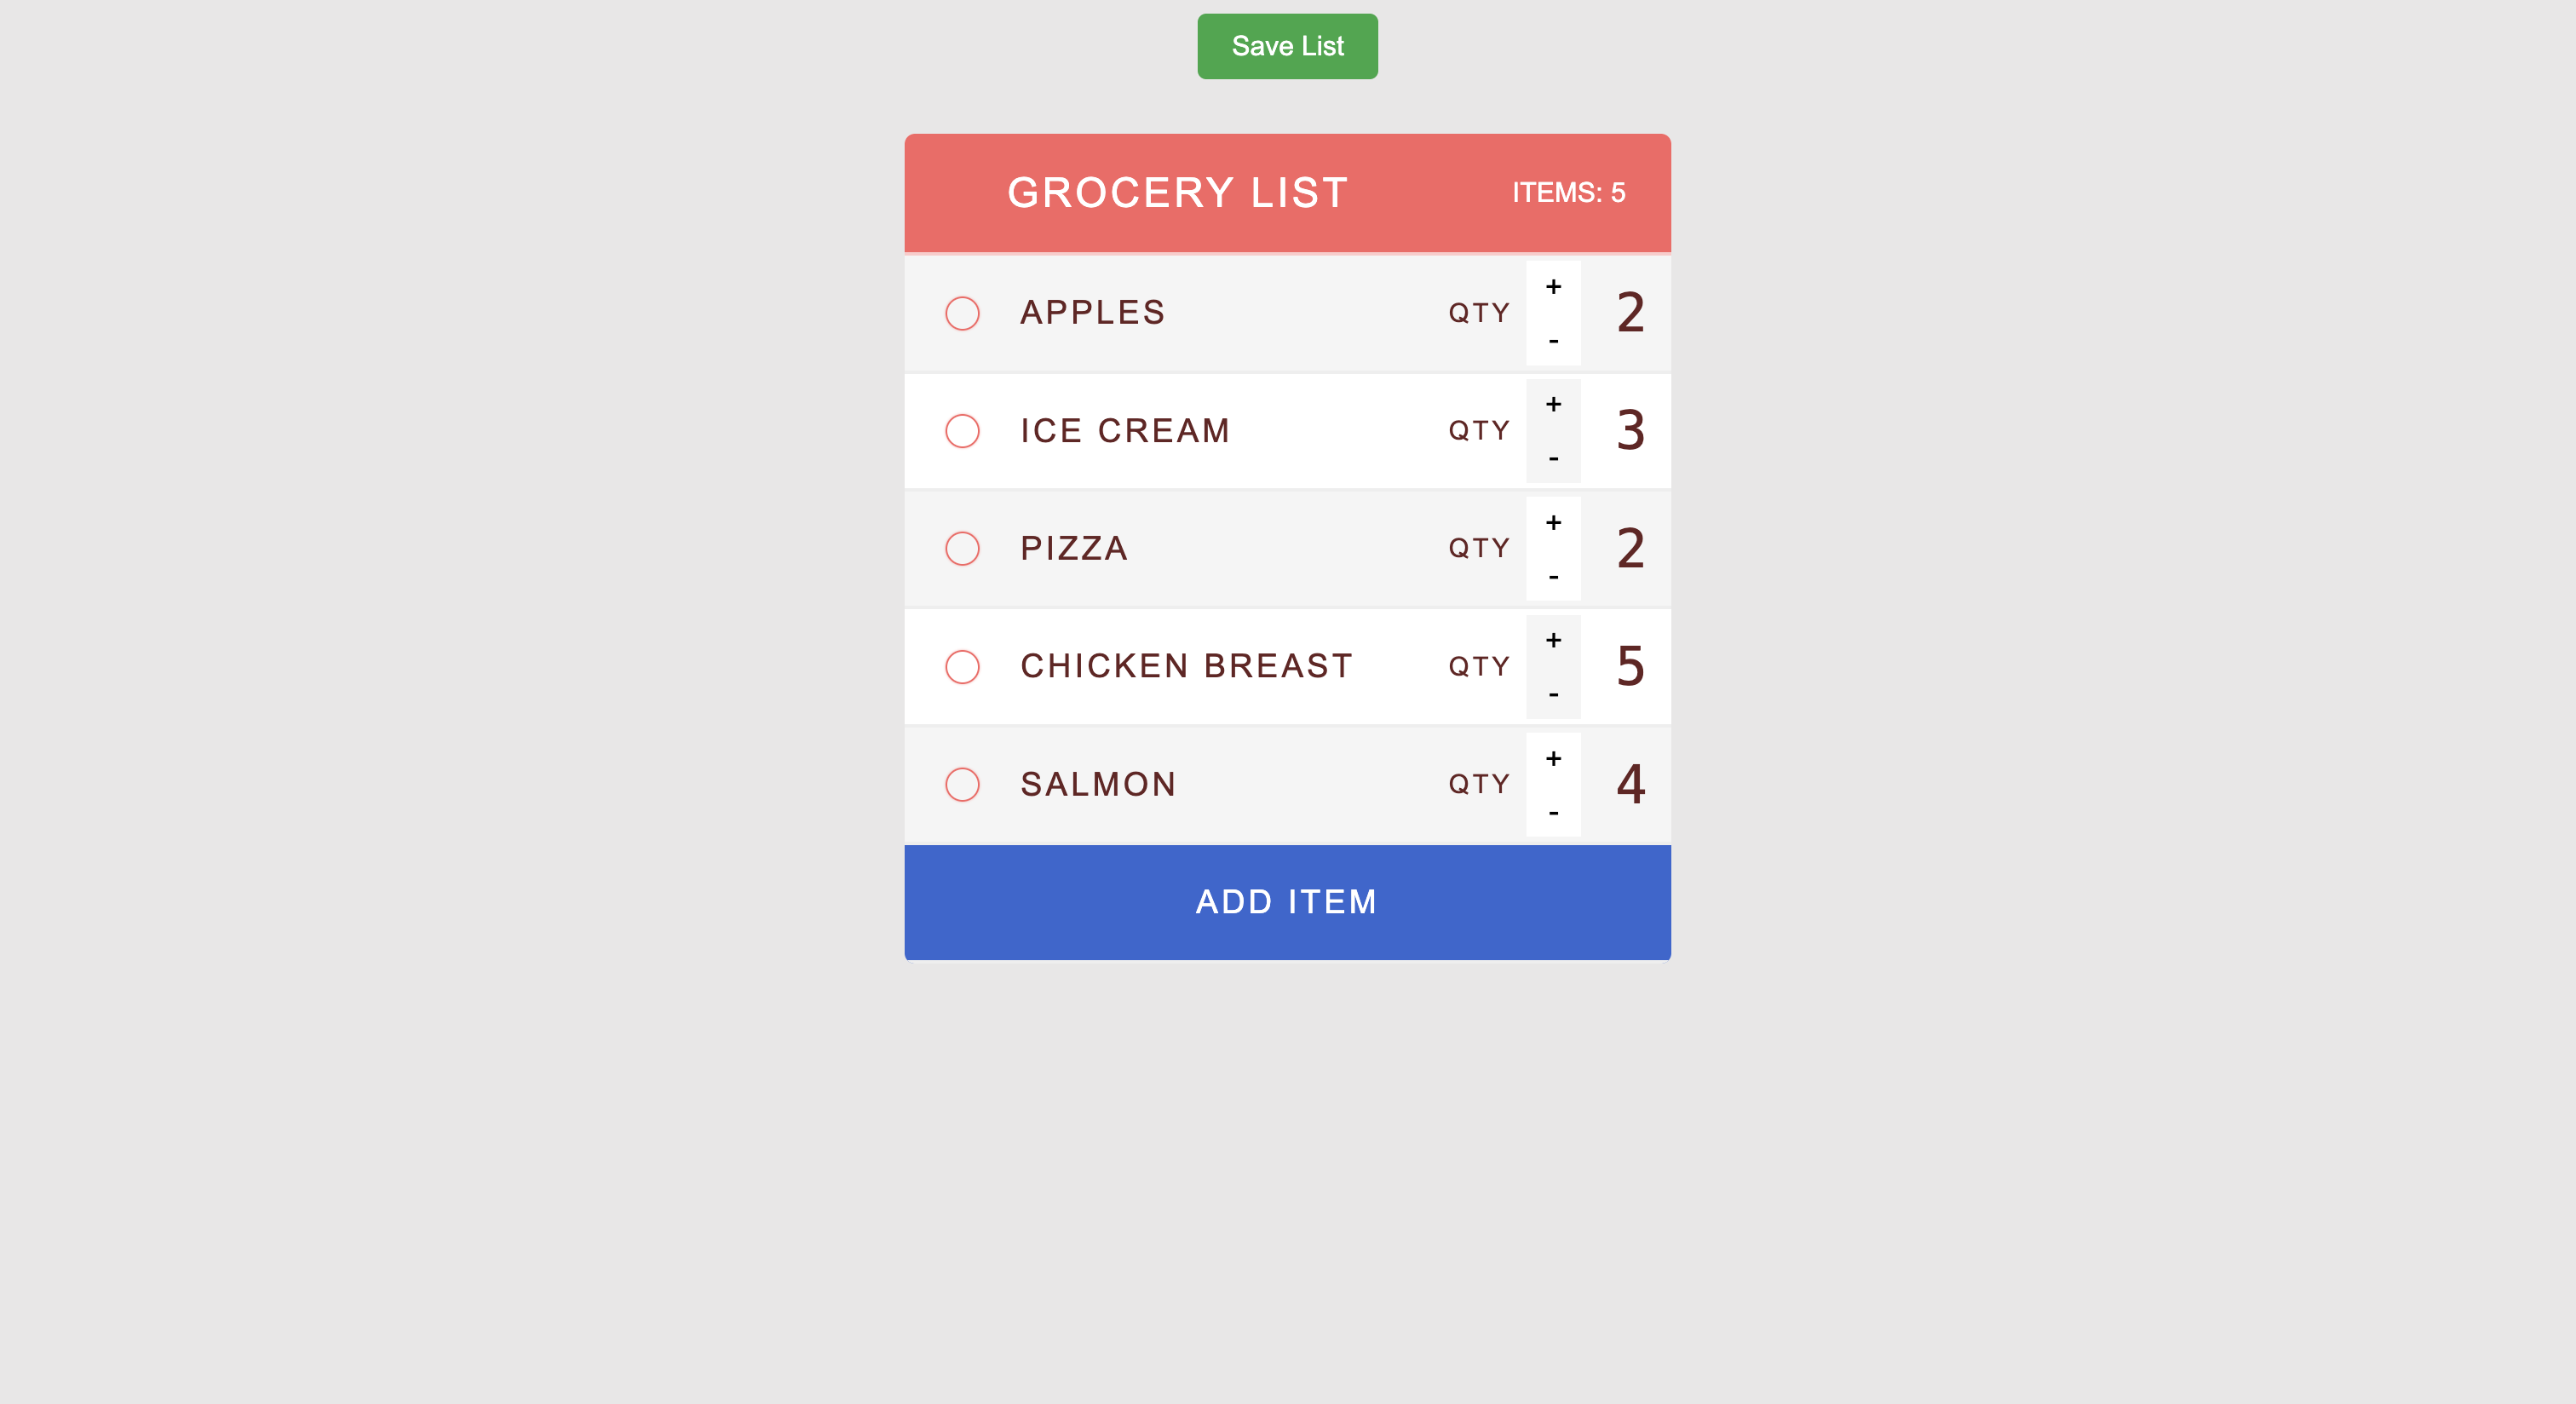 Save List
GROCERY LIST ITEMS: 5
APPLES QTY + - 2
ICE CREAM QTY + - 3
PIZZA QTY + - 2
CHICKEN BREAST QTY + - 5
SALMON QTY + - 4
ADD ITEM